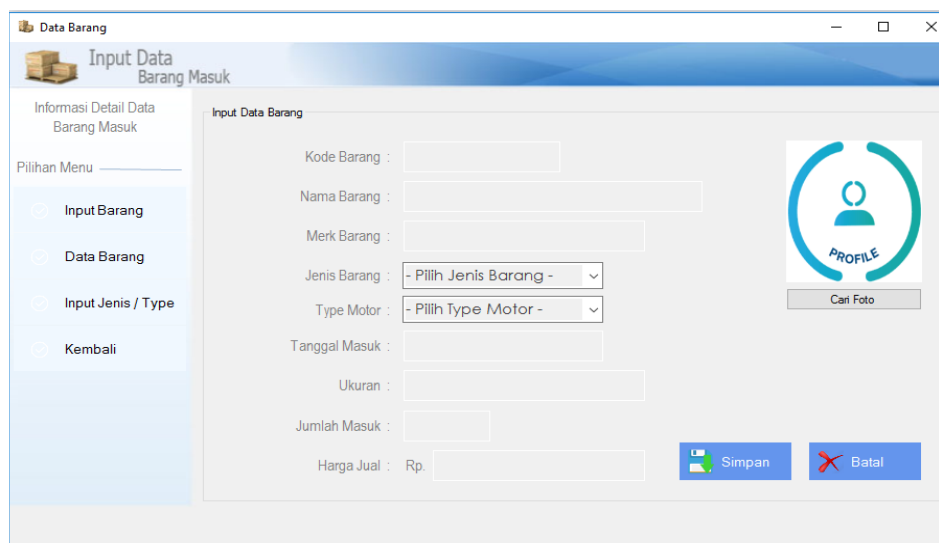 Data Barang
Input Data
Barang Masuk
Informasi Detail Data
Barang Masuk
Pilihan Menu
Input Barang
Data Barang
Input Jenis / Type
Kembali
Input Data Barang
Kode Barang :
Nama Barang :
Merk Barang :
Jenis Barang : - Pilih Jenis Barang -
Type Motor : - Pilih Type Motor -
Tanggal Masuk :
Ukuran :
Jumlah Masuk :
Harga Jual : Rp.
PROFILE
Cari Foto
Simpan
Batal